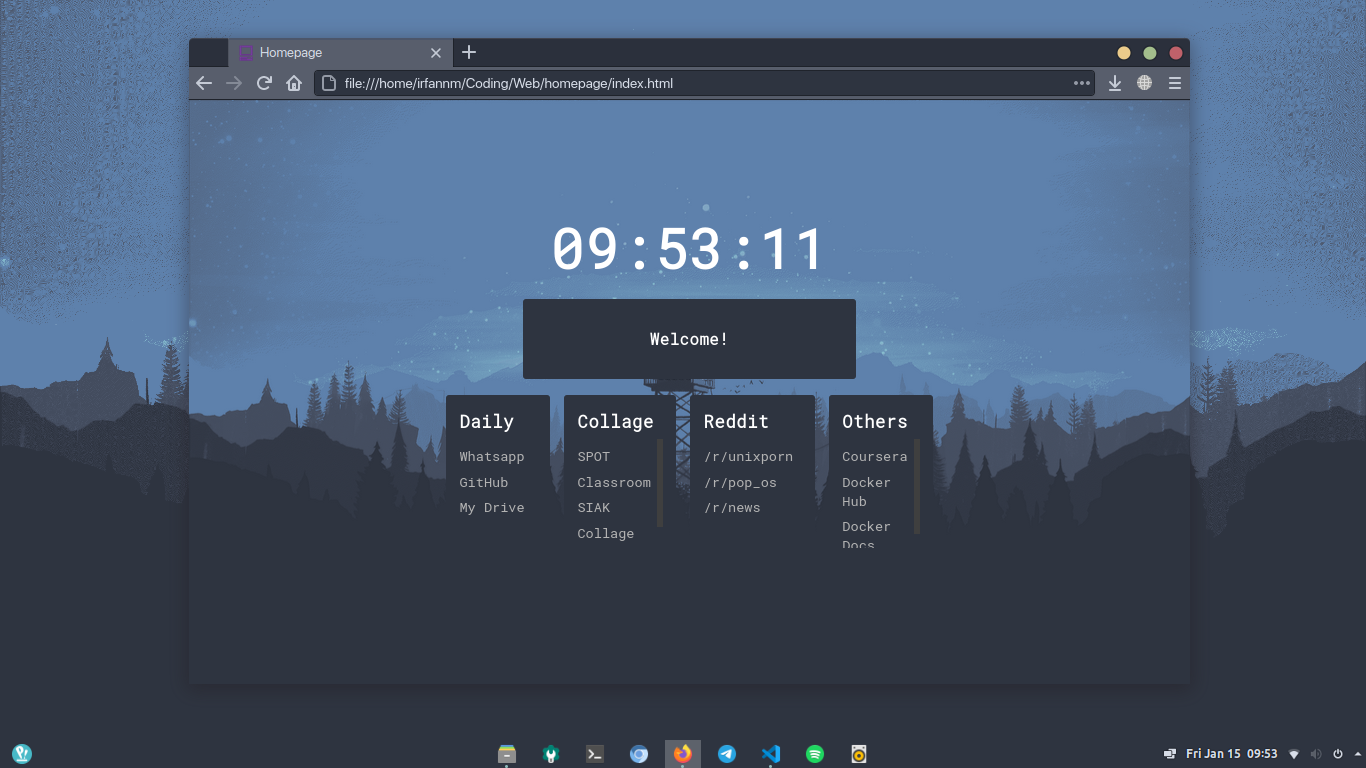 Homepage
file:///home/irfannm/Coding/Web/homepage/index.html
09:53:11
Welcome!
Daily
Whatsapp
GitHub
My Drive
Collage
SPOT
Classroom
SIAK
Collage
Reddit
/r/unixporn
/r/pop_os
/r/news
Others
Coursera
Docker
Hub
Docker
Docs
Fri Jan 15 09:53